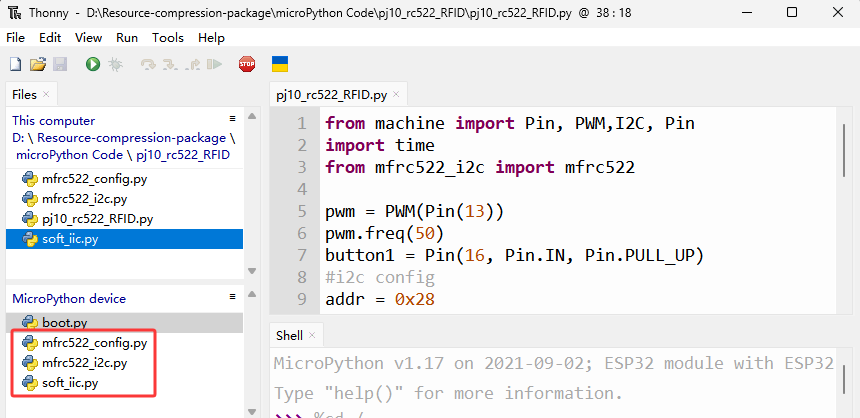 Thonny - D:\Resource-compression-package\microPython Code\pj10_rc522_RFID\pj10_rc522_RFID.py @ 38 : 18
File Edit View Run Tools Help
STOP
Files ×
This computer
D: \ Resource-compression-package \
microPython Code \ pj10_rc522_RFID
mfrc522_config.py
mfrc522_i2c.py
pj10_rc522_RFID.py
soft_iic.py
MicroPython device
boot.py
mfrc522_config.py
mfrc522_i2c.py
soft_iic.py
pj10_rc522_RFID.py ×
1 from machine import Pin, PWM,I2C, Pin
2 import time
3 from mfrc522_i2c import mfrc522
4
5 pwm = PWM(Pin(13))
6 pwm.freq(50)
7 button1 = Pin(16, Pin.IN, Pin.PULL_UP)
8 #i2c config
9 addr = 0x28
Shell ×
MicroPython v1.17 on 2021-09-02; ESP32 module with ESP32
Type "help()" for more information.
>>> %cd /